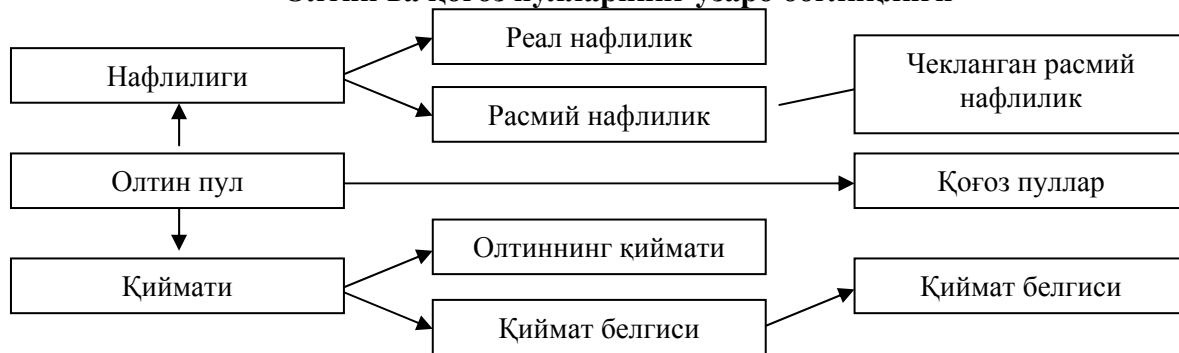 Реал нафлилик
Нафлилиги
Чекланган расмий
нафлилик
Расмий нафлилик
Олтин пул
Қоғоз пуллар
Олтиннинг қиймати
Қиймати
Қиймат белгиси
Қиймат белгиси